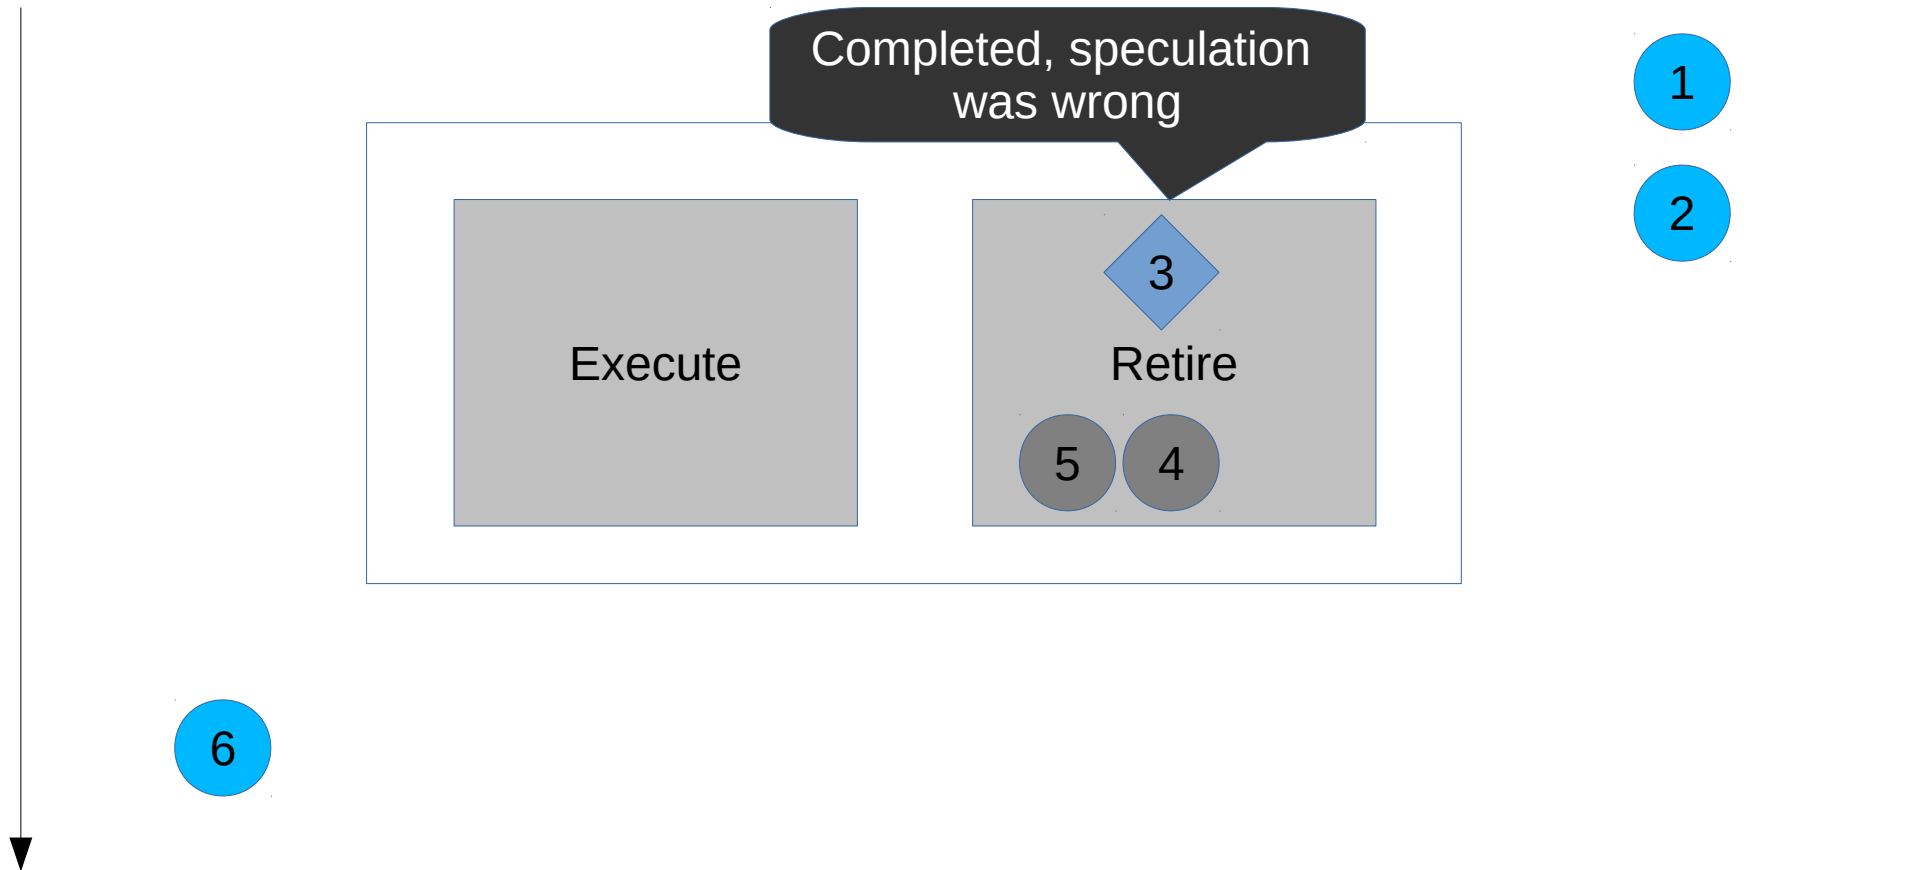 Completed, speculation
was wrong
1
2
3
Execute
Retire
5 4
6